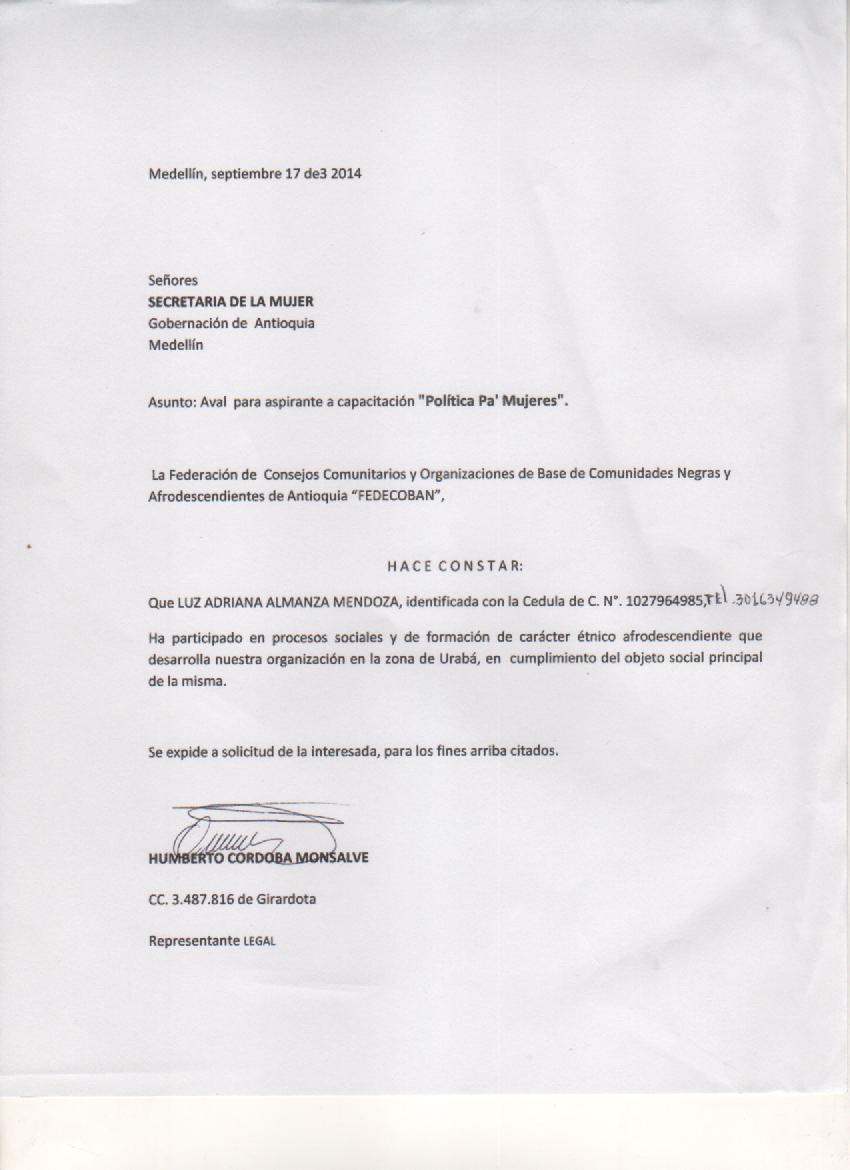 Medellín, septiembre 17 de3 2014
Señores
SECRETARIA DE LA MUJER
Gobernación de Antioquia
Medellín
Asunto: Aval para aspirante a capacitación "Política Pa' Mujeres".
La Federación de Consejos Comunitarios y Organizaciones de Base de Comunidades Negras y
Afrodescendientes de Antioquia “FEDECOBAN”,
H A C E C O N S T A R:
Que LUZ ADRIANA ALMANZA MENDOZA, identificada con la Cedula de C. N°. 1027964985, TEl. 3016349488
Ha participado en procesos sociales y de formación de carácter étnico afrodescendiente que
desarrolla nuestra organización en la zona de Urabá, en cumplimiento del objeto social principal
de la misma.
Se expide a solicitud de la interesada, para los fines arriba citados.
HUMBERTO CORDOBA MONSALVE
CC. 3.487.816 de Girardota
Representante LEGAL